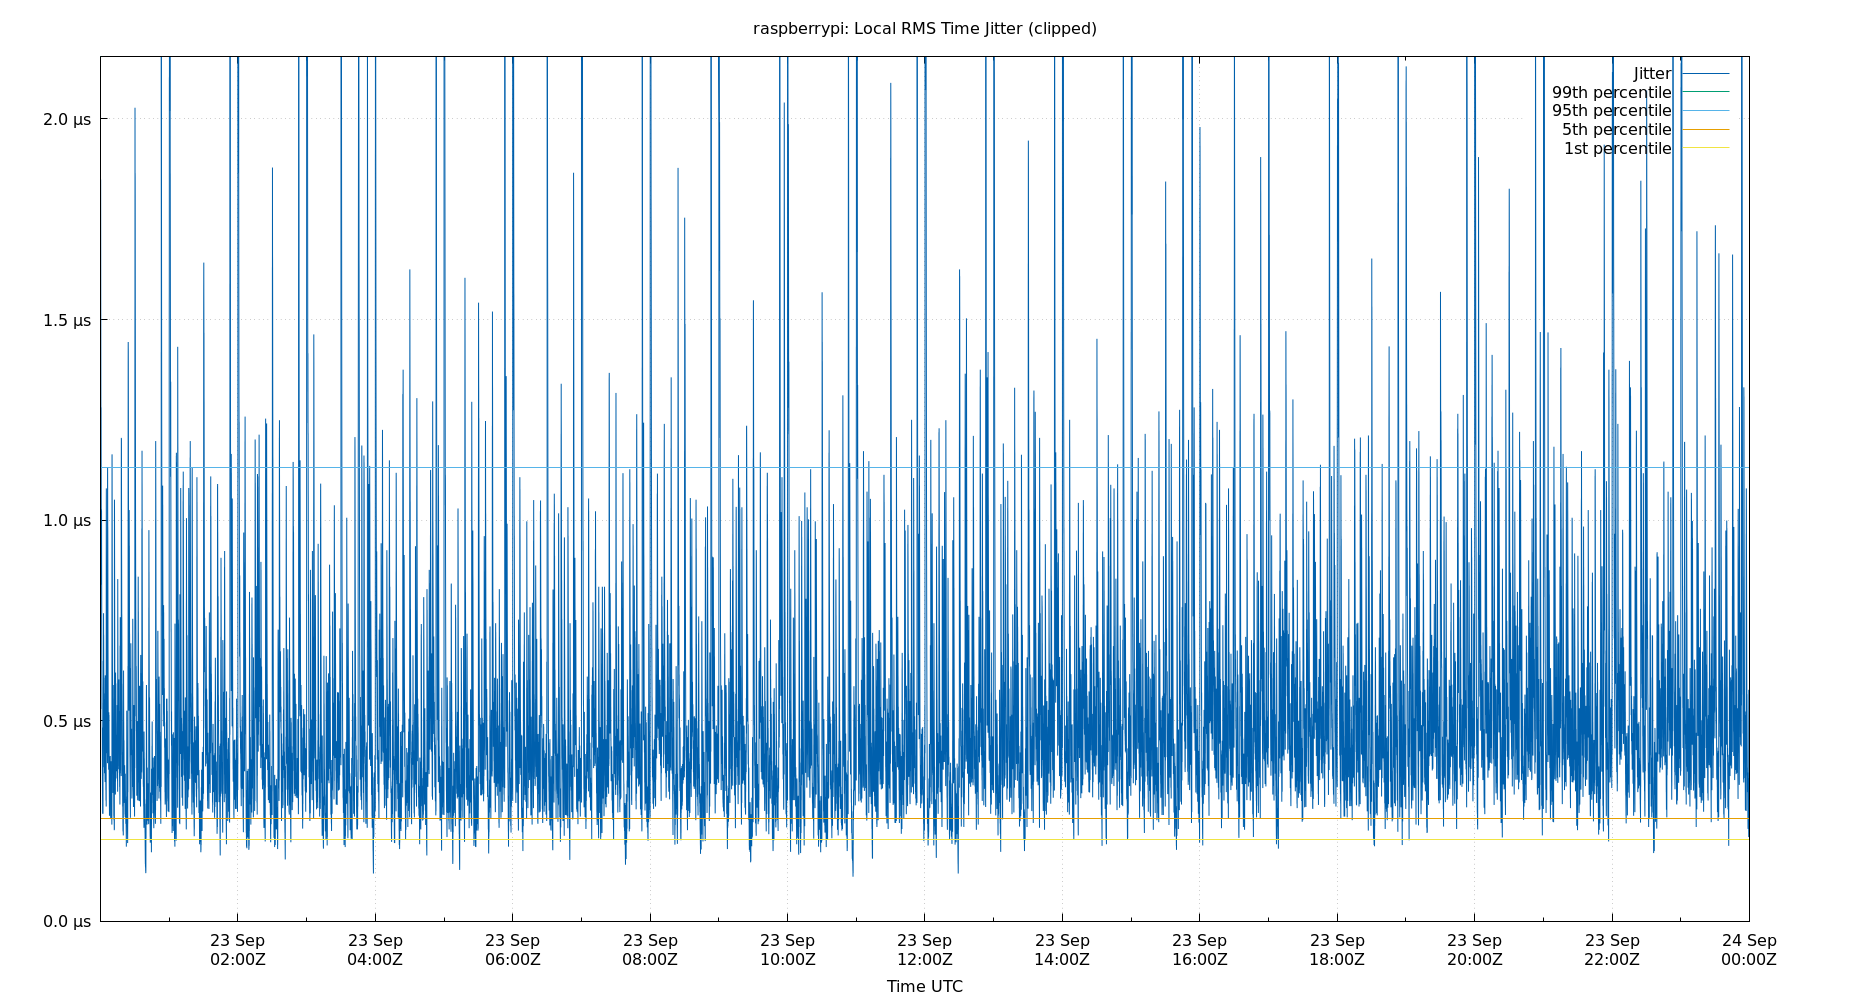 raspberrypi: Local RMS Time Jitter (clipped)
Jitter
99th percentile
95th percentile
5th percentile
1st percentile
2.0 µs
1.5 µs
1.0 µs
0.5 µs
0.0 µs
23 Sep 23 Sep 23 Sep 23 Sep 23 Sep 23 Sep 23 Sep 23 Sep 23 Sep 23 Sep 23 Sep 24 Sep
02:00Z 04:00Z 06:00Z 08:00Z 10:00Z 12:00Z 14:00Z 16:00Z 18:00Z 20:00Z 22:00Z 00:00Z
Time UTC